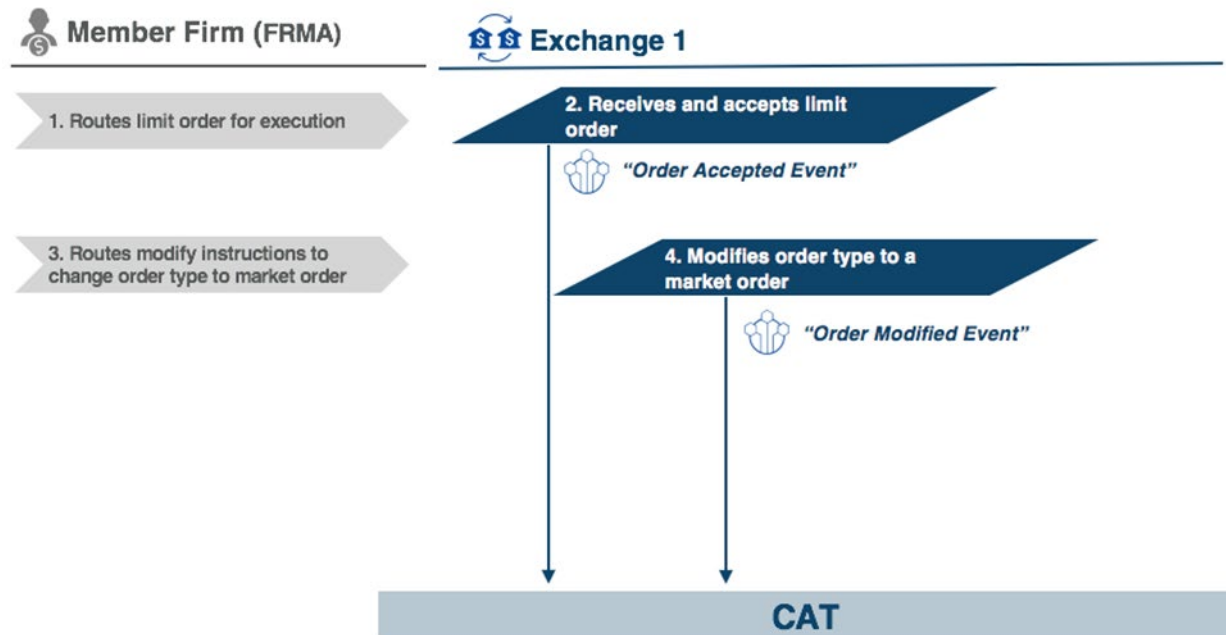 Member Firm (FRMA)
Exchange 1
1. Routes limit order for execution
2. Receives and accepts limit
order
“Order Accepted Event”
3. Routes modify instructions to
change order type to market order
4. Modifies order type to a
market order
“Order Modified Event”
CAT